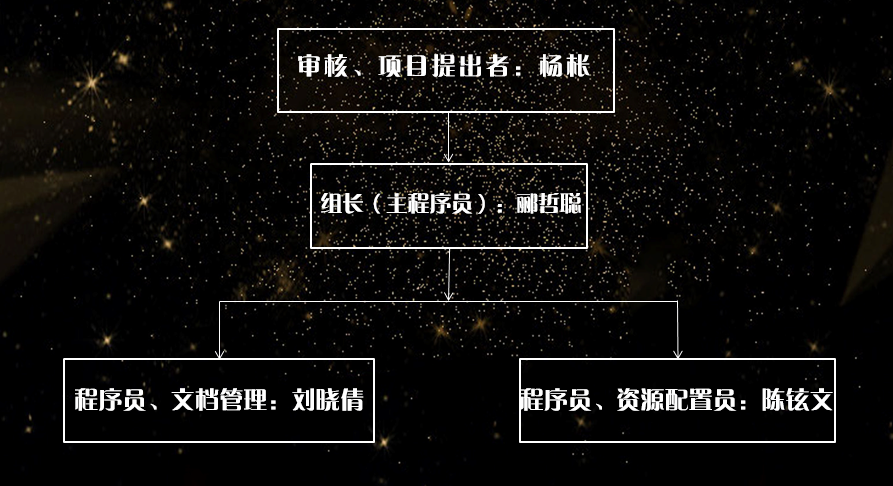 审核、项目提出者：杨枨
组长（主程序员）：郦哲聪
程序员、文档管理：刘晓倩
程序员、资源配置员：陈铉文